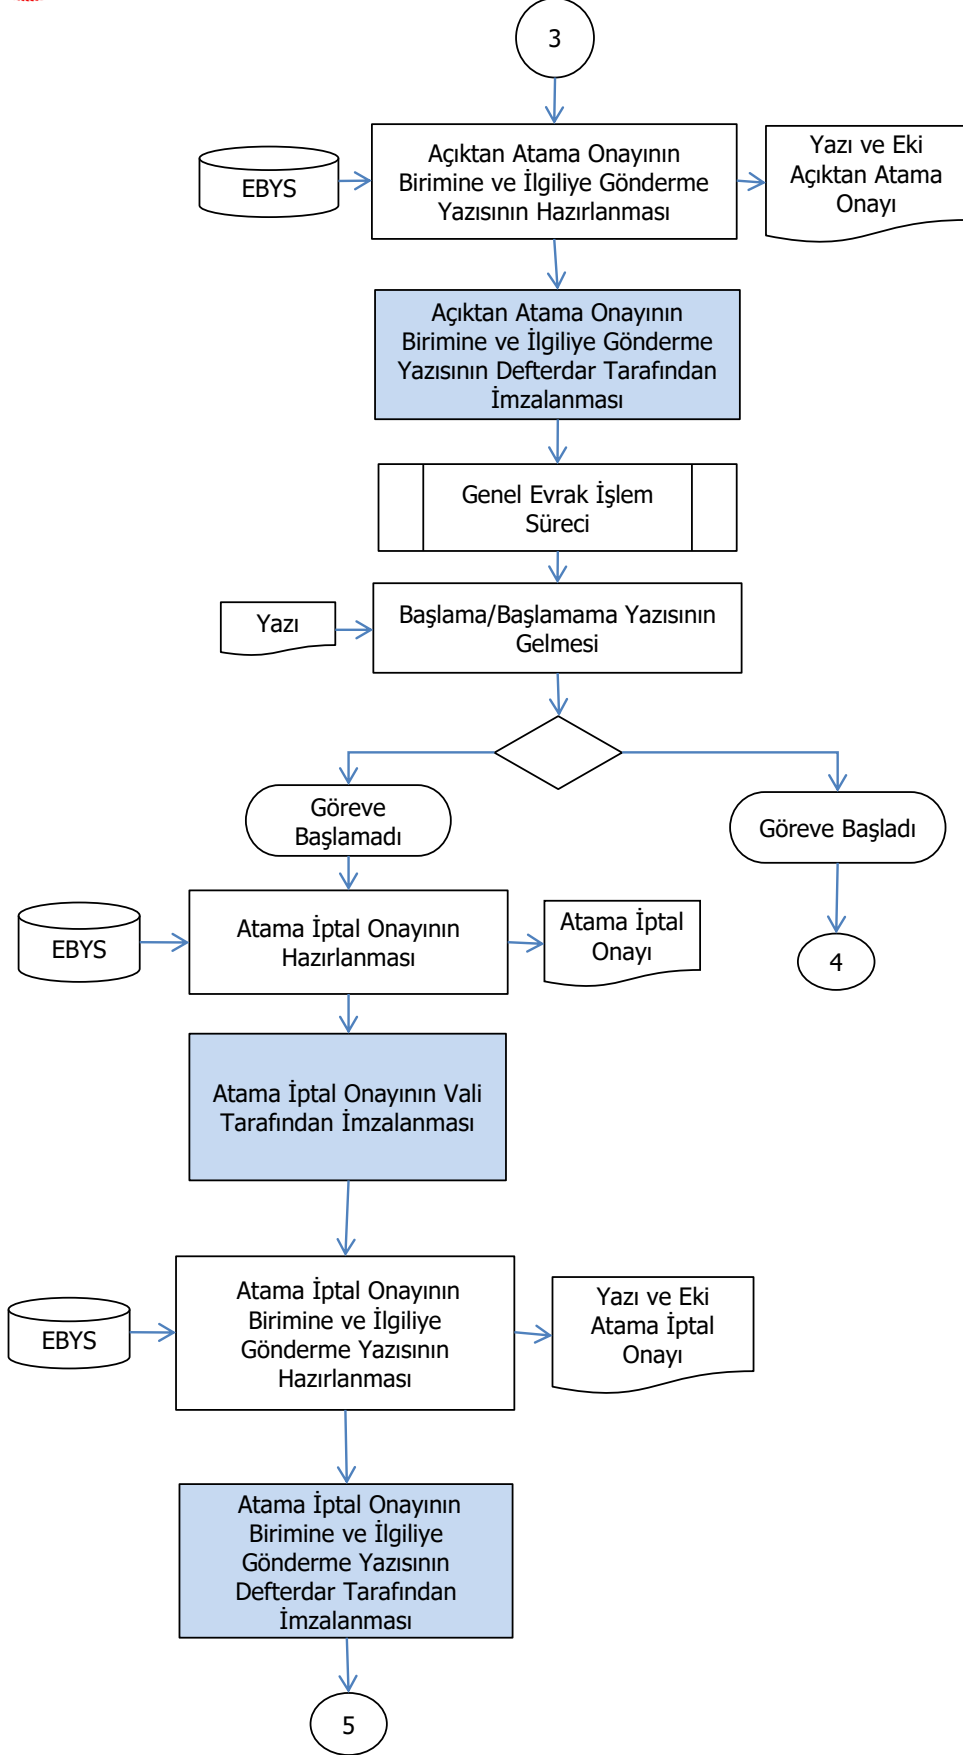 3
EBYS
Açıktan Atama Onayının
Birimine ve İlgiliye Gönderme
Yazısının Hazırlanması
Yazı ve Eki
Açıktan Atama
Onayı
Açıktan Atama Onayının
Birimine ve İlgiliye Gönderme
Yazısının Defterdar Tarafından
İmzalanması
Genel Evrak İşlem
Süreci
Yazı
Başlama/Başlamama Yazısının
Gelmesi
Göreve
Başlamadı
Göreve Başladı
EBYS
Atama İptal Onayının
Hazırlanması
Atama İptal
Onayı
4
Atama İptal Onayının Vali
Tarafından İmzalanması
EBYS
Atama İptal Onayının
Birimine ve İlgiliye
Gönderme Yazısının
Hazırlanması
Yazı ve Eki
Atama İptal
Onayı
Atama İptal Onayının
Birimine ve İlgiliye
Gönderme Yazısının
Defterdar Tarafından
İmzalanması
5